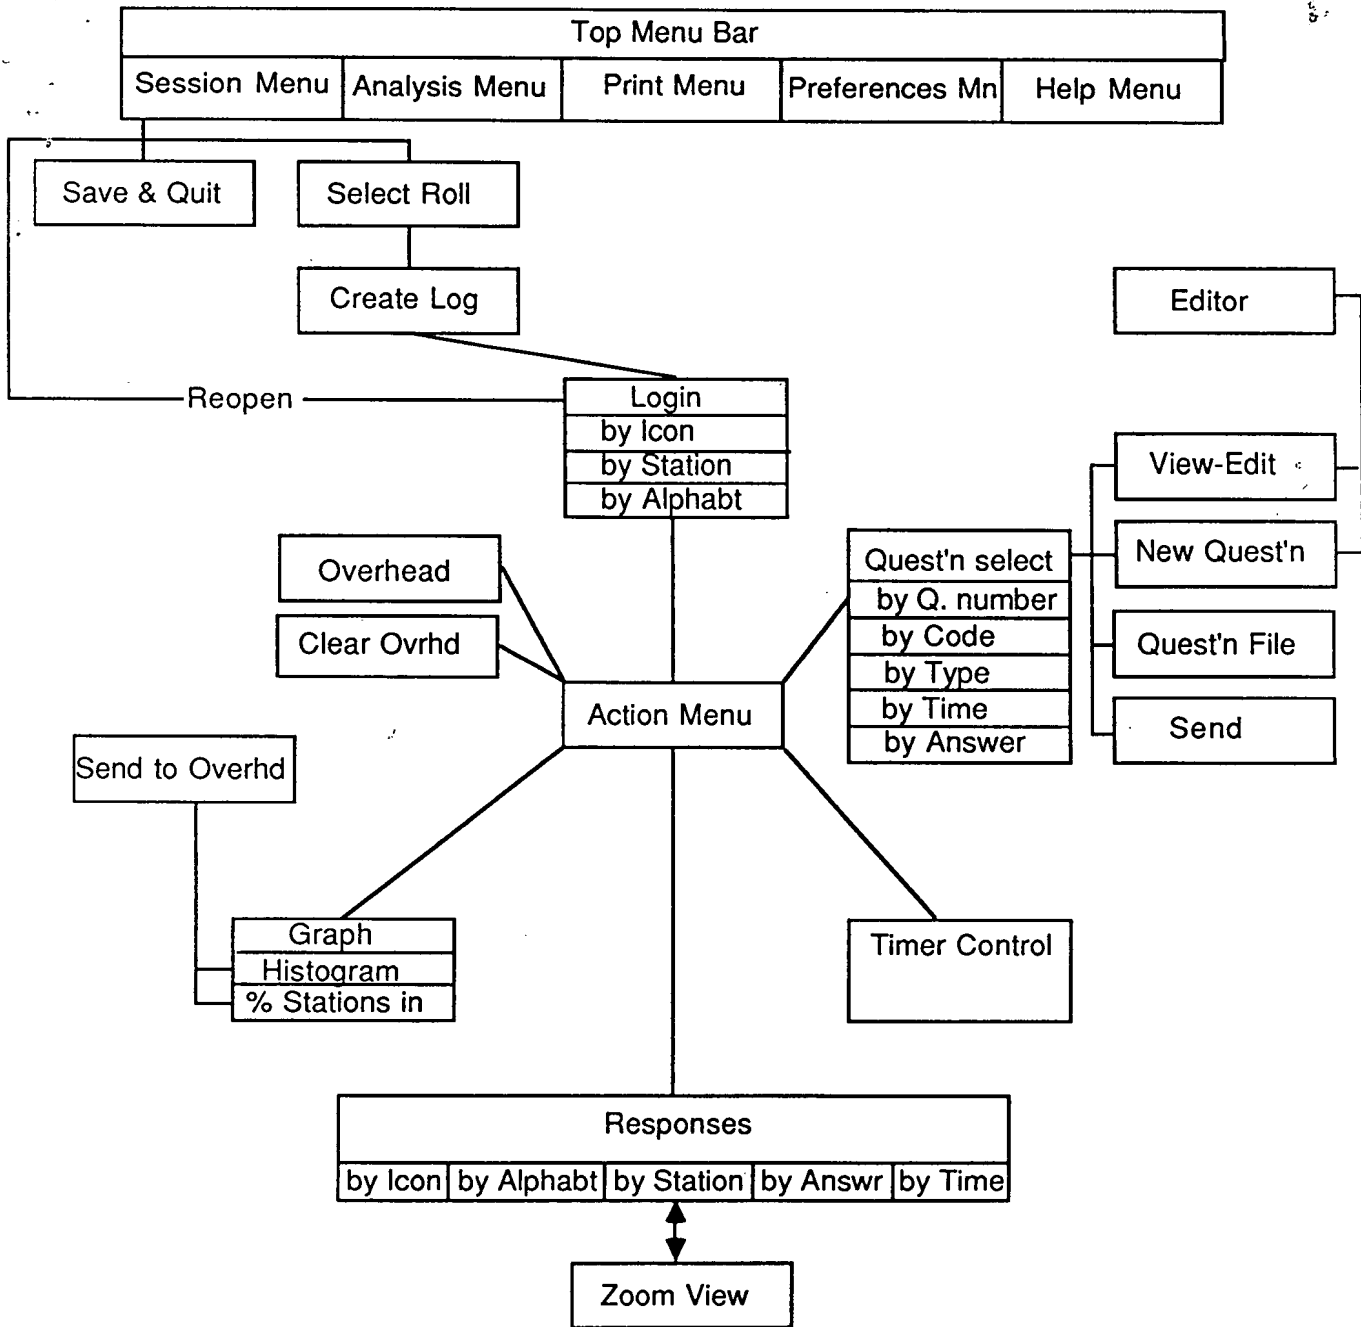 Top Menu Bar
Session Menu Analysis Menu Print Menu Preferences Mn Help Menu
Save & Quit Select Roll
Create Log
Editor
Reopen
Login
by Icon
by Station
by Alphabt
View-Edit
New Quest'n
Quest'n File
Send
Quest'n select
by Q. number
by Code
by Type
by Time
by Answer
Overhead
Clear Ovrhd
Action Menu
Send to Overhd
Graph
Histogram
% Stations in
Timer Control
Responses
by Icon by Alphabt by Station by Answr by Time
Zoom View